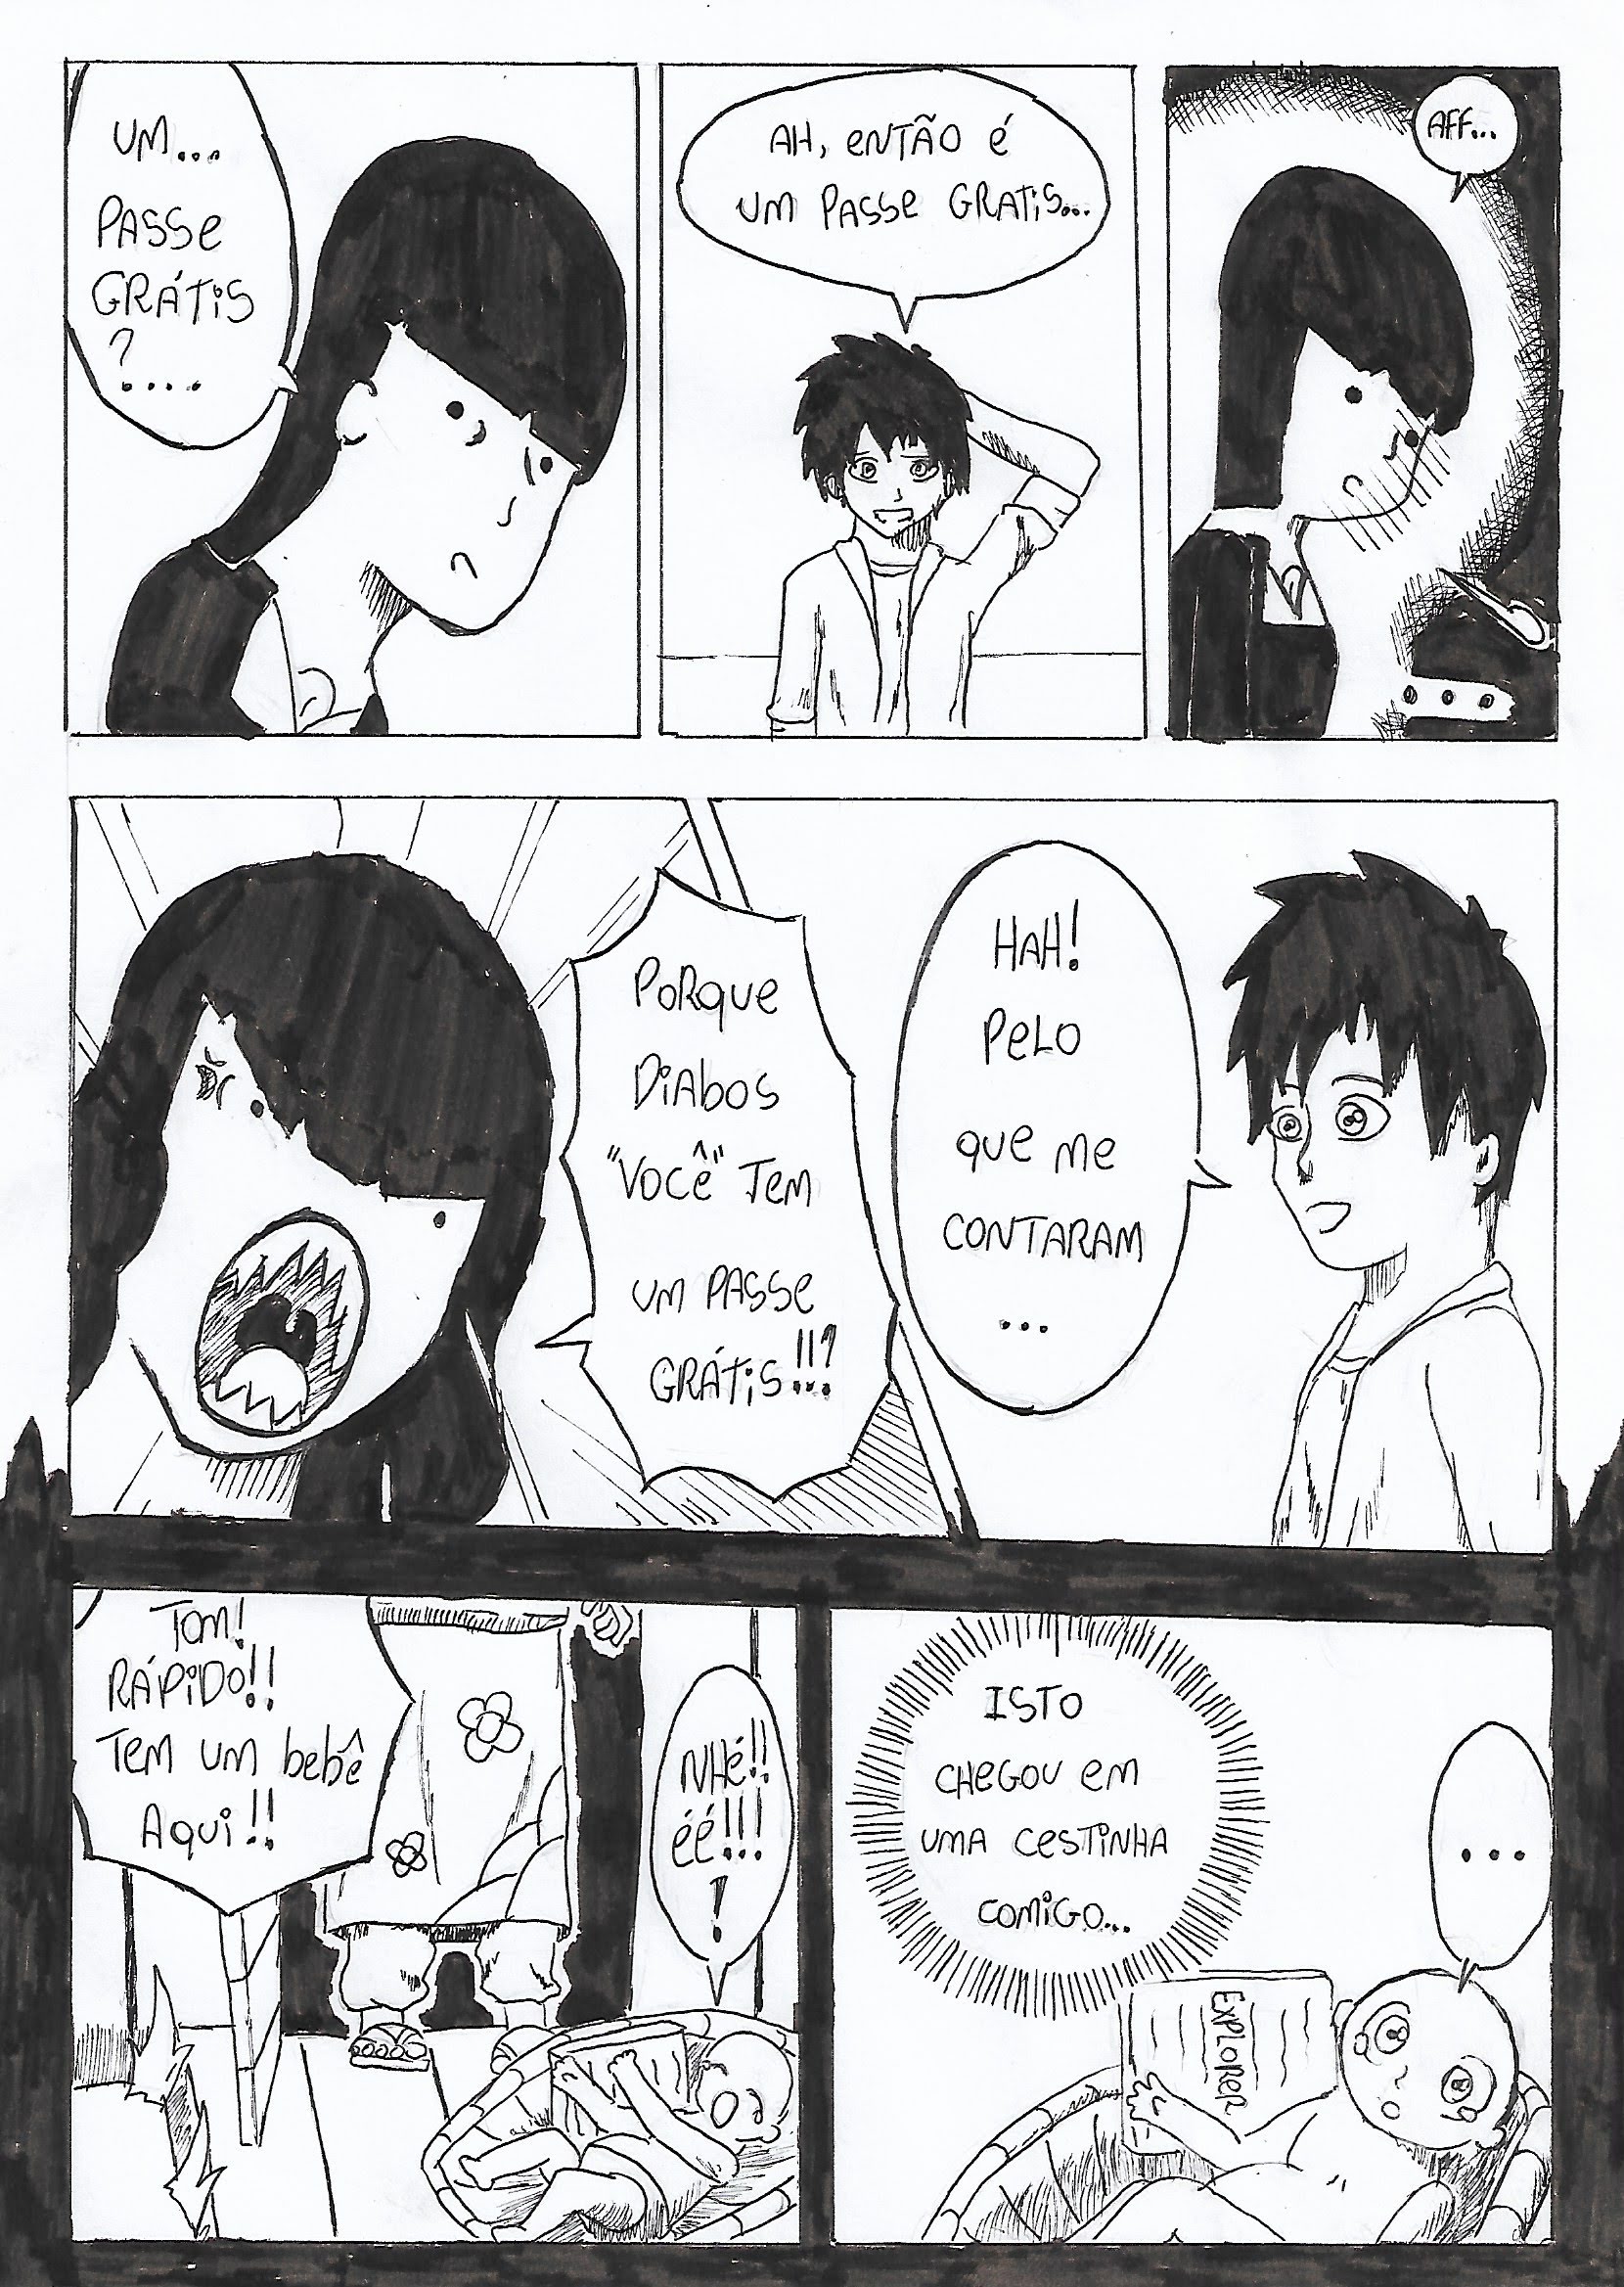 UM...
PASSE
GRÁTIS
?....
AH, ENTÃO É
UM PASSE GRATIS...
AFF...
PORQUE
DIABOS
"VOCÊ" TEM
UM PASSE
GRÁTIS!!?
HAH!
PELO
QUE ME
CONTARAM
...
TOM!
RÁPIDO!!
TEM UM BEBÊ
AQUI!!
NHÉ!!
ÉÉ!!!
!
ISTO
CHEGOU EM
UMA CESTINHA
COMIGO...
...
EXPLORER